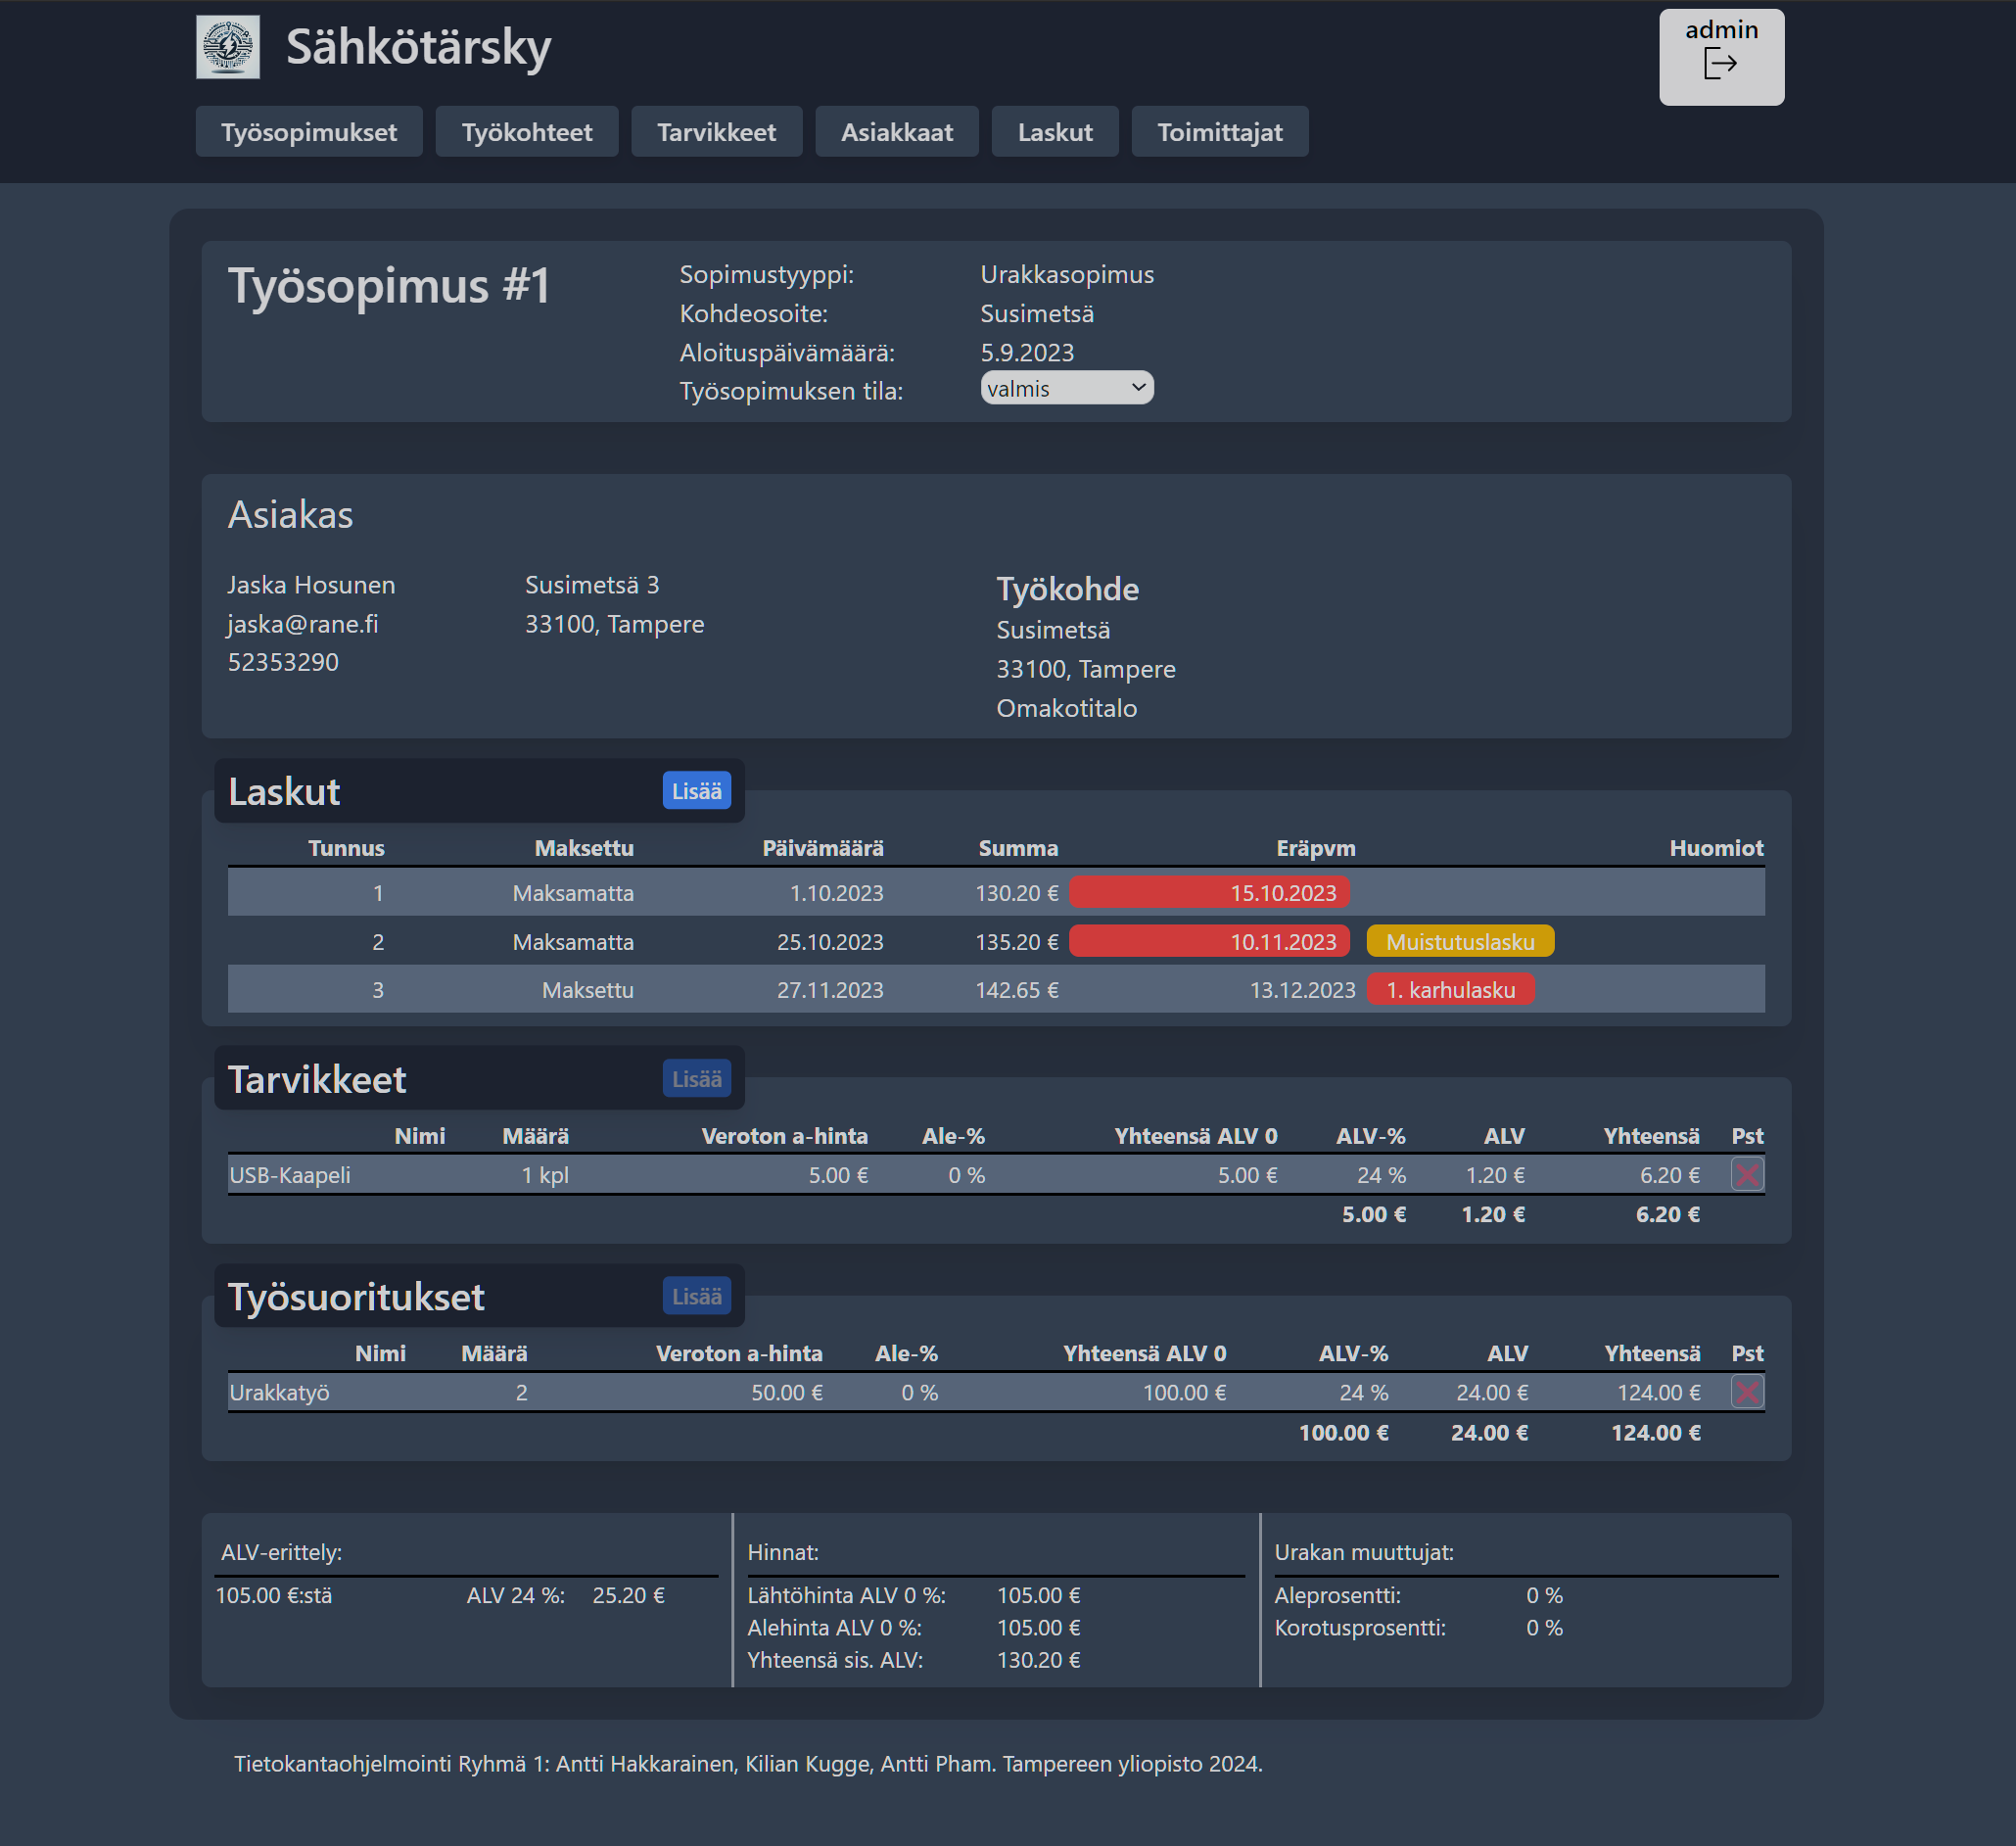 Sähkötärsky
admin
Työsopimukset Työkohteet Tarvikkeet Asiakkaat Laskut Toimittajat
Työsopimus #1
Sopimustyyppi: Urakkasopimus
Kohdeosoite: Susimetsä
Aloituspäivämäärä: 5.9.2023
Työsopimuksen tila: valmis
Asiakas
Jaska Hosunen
jaska@rane.fi
52353290
Susimetsä 3
33100, Tampere
Työkohde
Susimetsä
33100, Tampere
Omakotitalo
Laskut Lisää
Tunnus Maksettu Päivämäärä Summa Eräpvm Huomiot
1 Maksamatta 1.10.2023 130.20 € 15.10.2023
2 Maksamatta 25.10.2023 135.20 € 10.11.2023 Muistutuslasku
3 Maksettu 27.11.2023 142.65 € 13.12.2023 1. karhulasku
Tarvikkeet Lisää
Nimi Määrä Veroton a-hinta Ale-% Yhteensä ALV 0 ALV-% ALV Yhteensä Pst
USB-Kaapeli 1 kpl 5.00 € 0 % 5.00 € 24 % 1.20 € 6.20 €
5.00 € 1.20 € 6.20 €
Työsuoritukset Lisää
Nimi Määrä Veroton a-hinta Ale-% Yhteensä ALV 0 ALV-% ALV Yhteensä Pst
Urakkatyö 2 50.00 € 0 % 100.00 € 24 % 24.00 € 124.00 €
100.00 € 24.00 € 124.00 €
ALV-erittely:
105.00 €:stä ALV 24 %: 25.20 €
Hinnat:
Lähtöhinta ALV 0 %: 105.00 €
Alehinta ALV 0 %: 105.00 €
Yhteensä sis. ALV: 130.20 €
Urakan muuttujat:
Aleprosentti: 0 %
Korotusprosentti: 0 %
Tietokantaohjelmointi Ryhmä 1: Antti Hakkarainen, Kilian Kugge, Antti Pham. Tampereen yliopisto 2024.